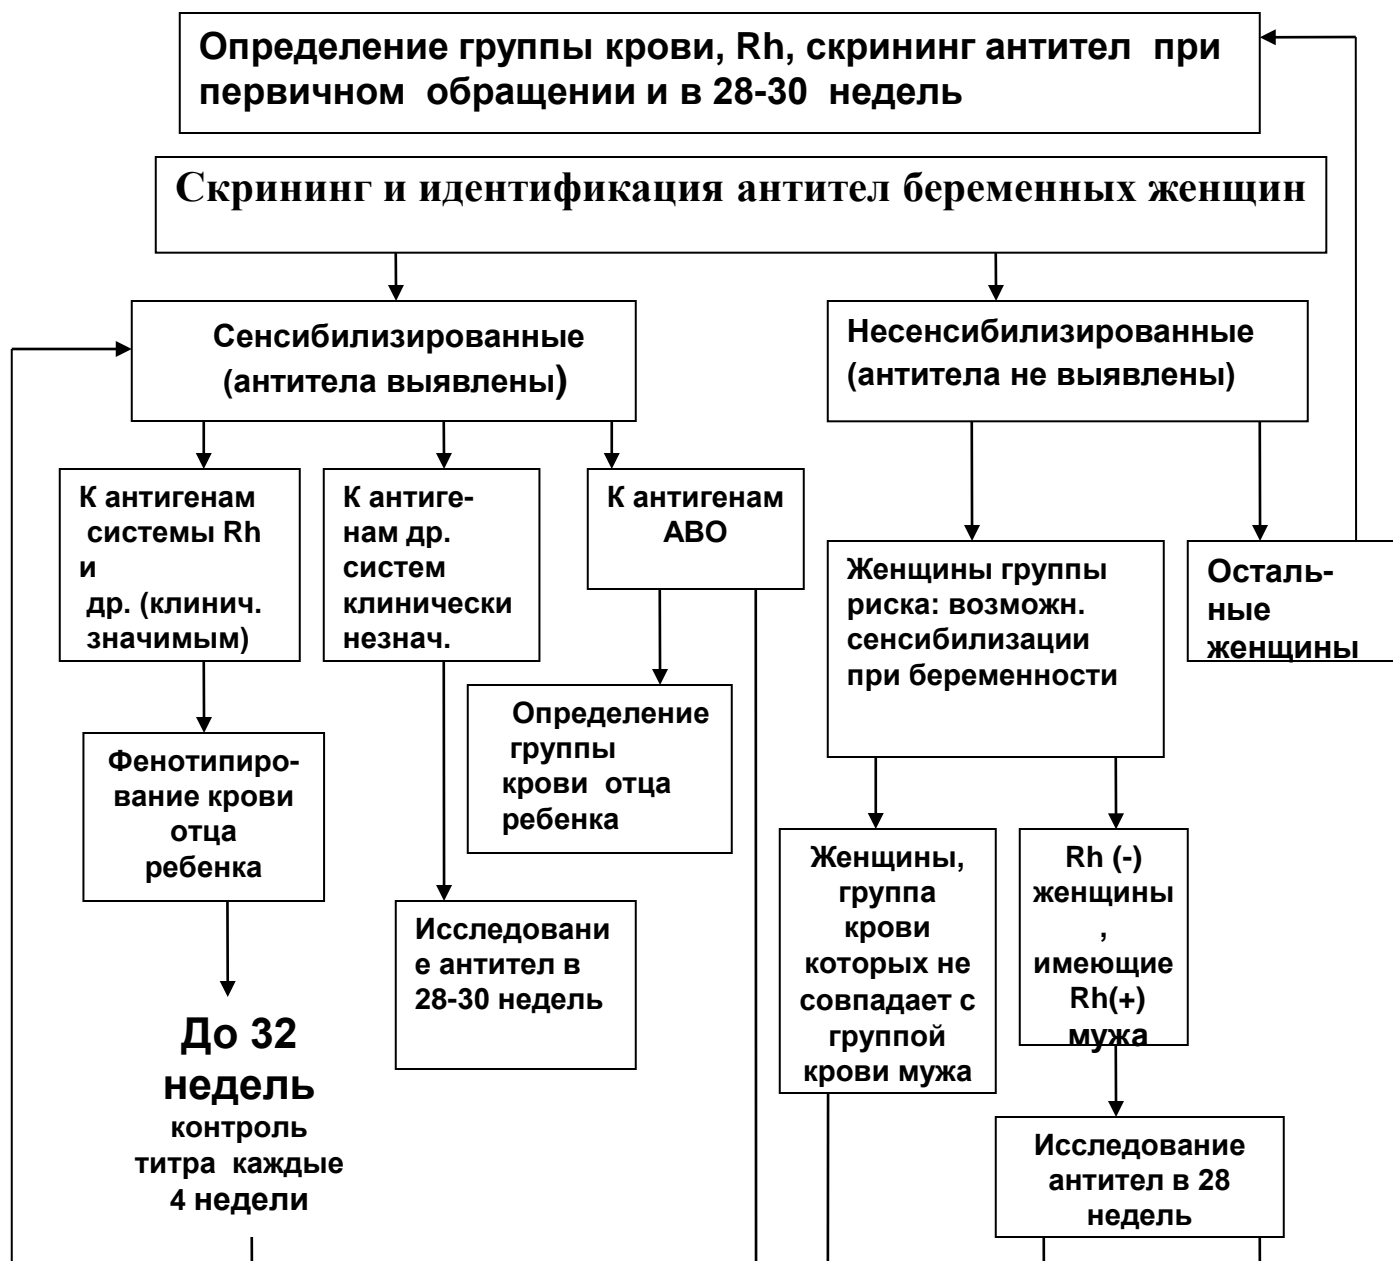 Определение группы крови, Rh, скрининг антител при
первичном обращении и в 28-30 недель
Скрининг и идентификация антител беременных женщин
Сенсибилизированные
(антитела выявлены)
Несенсибилизированные
(антитела не выявлены)
К антигенам
системы Rh
и
др. (клинич.
значимым)
К антиге-
нам др.
систем
клинически
незнач.
К антигенам
АВО
Женщины группы
риска: возможн.
сенсибилизации
при беременности
Осталь-
ные
женщины
Фенотипиро-
вание крови
отца
ребенка
Определение
группы
крови отца
ребенка
Исследовани
е антител в
28-30 недель
Женщины,
группа
крови
которых не
совпадает с
группой
крови мужа
Rh (-)
женщины
,
имеющие
Rh(+)
мужа
До 32
недель
контроль
титра каждые
4 недели
Исследование
антител в 28
недель